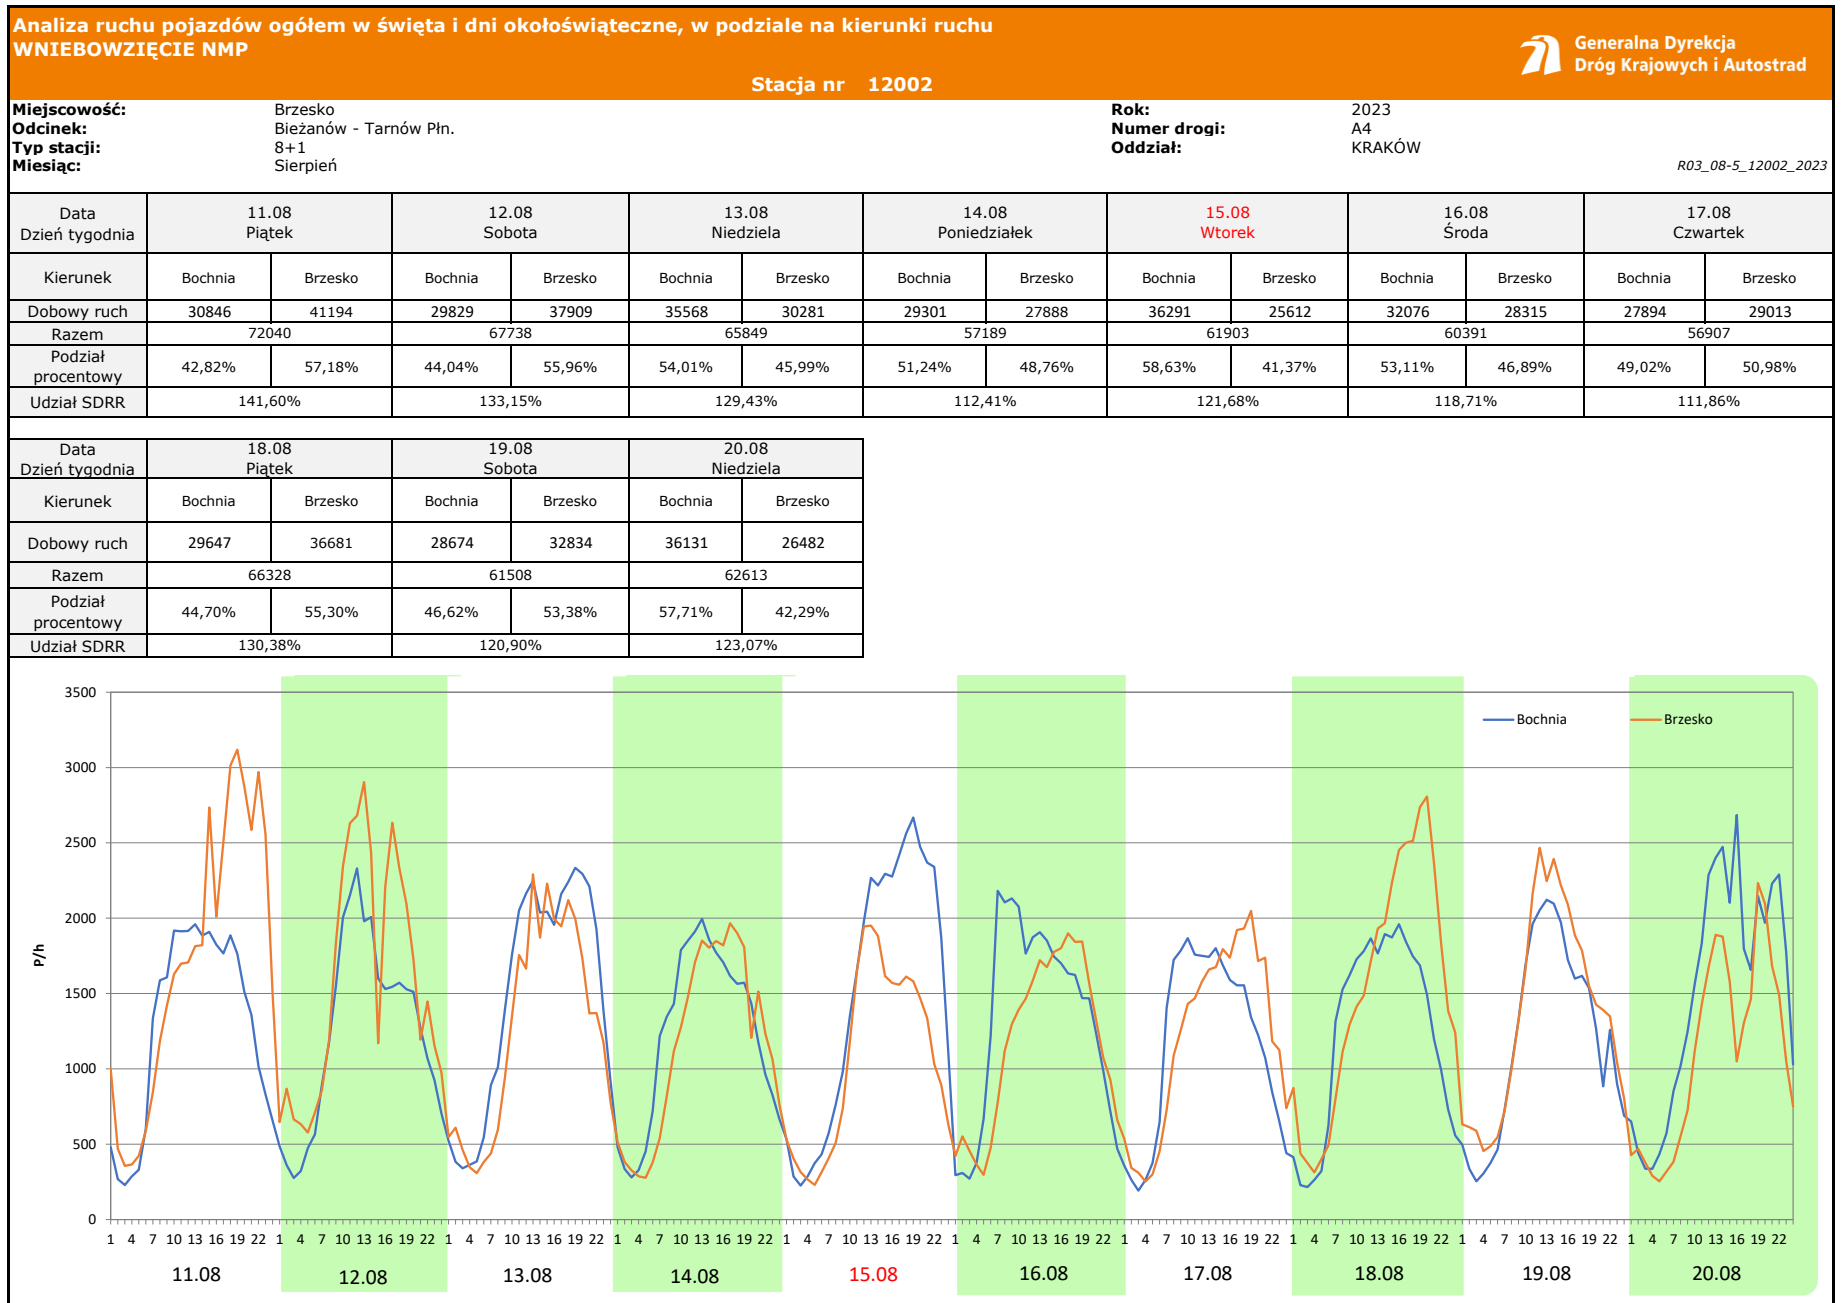 Analiza ruchu pojazdów ogółem w święta i dni okołoświąteczne, w podziale na kierunki ruchu
WNIEBOWZIĘCIE NMP
Generalna Dyrekcja
Dróg Krajowych i Autostrad
Stacja nr 12002
Miejscowość: Brzesko Rok: 2023
Odcinek: Bieżanów - Tarnów Płn. Numer drogi: A4
Typ stacji: 8+1 Oddział: KRAKÓW
Miesiąc: Sierpień R03_08-5_12002_2023
Data 11.08 12.08 13.08 14.08 15.08 16.08 17.08
Dzień tygodnia Piątek Sobota Niedziela Poniedziałek Wtorek Środa Czwartek
Kierunek Bochnia Brzesko Bochnia Brzesko Bochnia Brzesko Bochnia Brzesko Bochnia Brzesko Bochnia Brzesko Bochnia Brzesko
Dobowy ruch 30846 41194 29829 37909 35568 30281 29301 27888 36291 25612 32076 28315 27894 29013
Razem 72040 67738 65849 57189 61903 60391 56907
Podział
procentowy 42,82% 57,18% 44,04% 55,96% 54,01% 45,99% 51,24% 48,76% 58,63% 41,37% 53,11% 46,89% 49,02% 50,98%
Udział SDRR 141,60% 133,15% 129,43% 112,41% 121,68% 118,71% 111,86%
Data 18.08 19.08 20.08
Dzień tygodnia Piątek Sobota Niedziela
Kierunek Bochnia Brzesko Bochnia Brzesko Bochnia Brzesko
Dobowy ruch 29647 36681 28674 32834 36131 26482
Razem 66328 61508 62613
Podział
procentowy 44,70% 55,30% 46,62% 53,38% 57,71% 42,29%
Udział SDRR 130,38% 120,90% 123,07%
3500
Bochnia Brzesko
3000
2500
2000
P/h
1500
1000
500
0
1 4 7 10 13 16 19 22 1 4 7 10 13 16 19 22 1 4 7 10 13 16 19 22 1 4 7 10 13 16 19 22 1 4 7 10 13 16 19 22 1 4 7 10 13 16 19 22 1 4 7 10 13 16 19 22 1 4 7 10 13 16 19 22 1 4 7 10 13 16 19 22 1 4 7 10 13 16 19 22
11.08 12.08 13.08 14.08 15.08 16.08 17.08 18.08 19.08 20.08